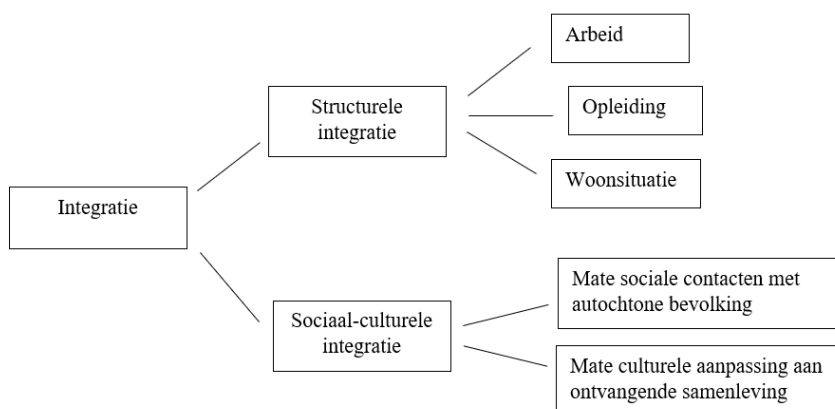 Arbeid
Structurele
integratie
Opleiding
Woonsituatie
Integratie
Mate sociale contacten met
autochtone bevolking
Sociaal-culturele
integratie
Mate culturele aanpassing aan
ontvangende samenleving